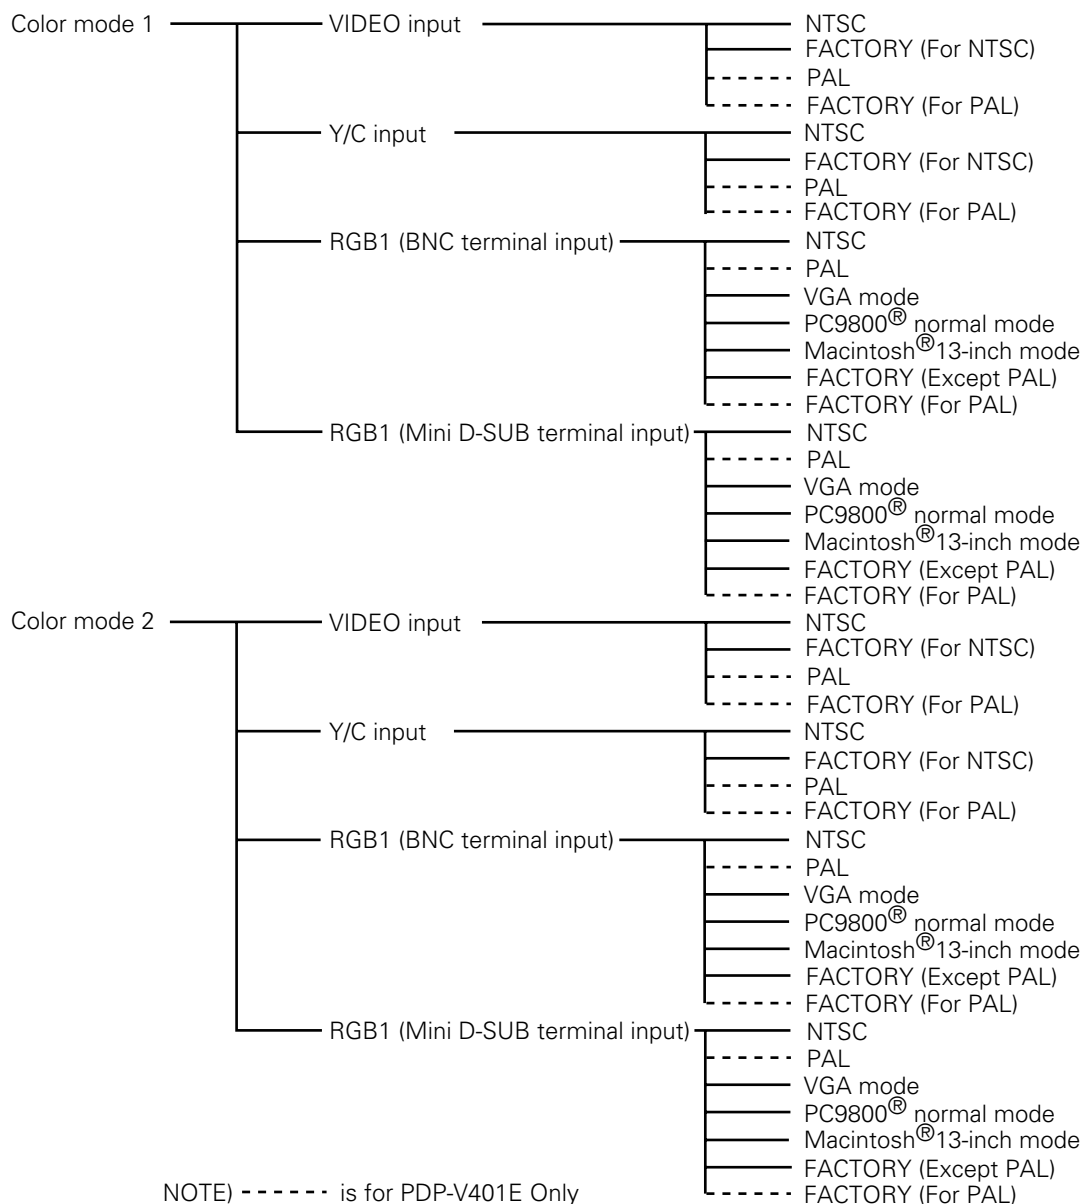 Color mode 1 VIDEO input NTSC
FACTORY (For NTSC)
PAL
FACTORY (For PAL)
Y/C input NTSC
FACTORY (For NTSC)
PAL
FACTORY (For PAL)
RGB1 (BNC terminal input) NTSC
PAL
VGA mode
PC9800® normal mode
Macintosh®13-inch mode
FACTORY (Except PAL)
FACTORY (For PAL)
RGB1 (Mini D-SUB terminal input) NTSC
PAL
VGA mode
PC9800® normal mode
Macintosh®13-inch mode
FACTORY (Except PAL)
FACTORY (For PAL)
Color mode 2 VIDEO input NTSC
FACTORY (For NTSC)
PAL
FACTORY (For PAL)
Y/C input NTSC
FACTORY (For NTSC)
PAL
FACTORY (For PAL)
RGB1 (BNC terminal input) NTSC
PAL
VGA mode
PC9800® normal mode
Macintosh®13-inch mode
FACTORY (Except PAL)
FACTORY (For PAL)
RGB1 (Mini D-SUB terminal input) NTSC
PAL
VGA mode
PC9800® normal mode
Macintosh®13-inch mode
FACTORY (Except PAL)
FACTORY (For PAL)
NOTE) ------ is for PDP-V401E Only